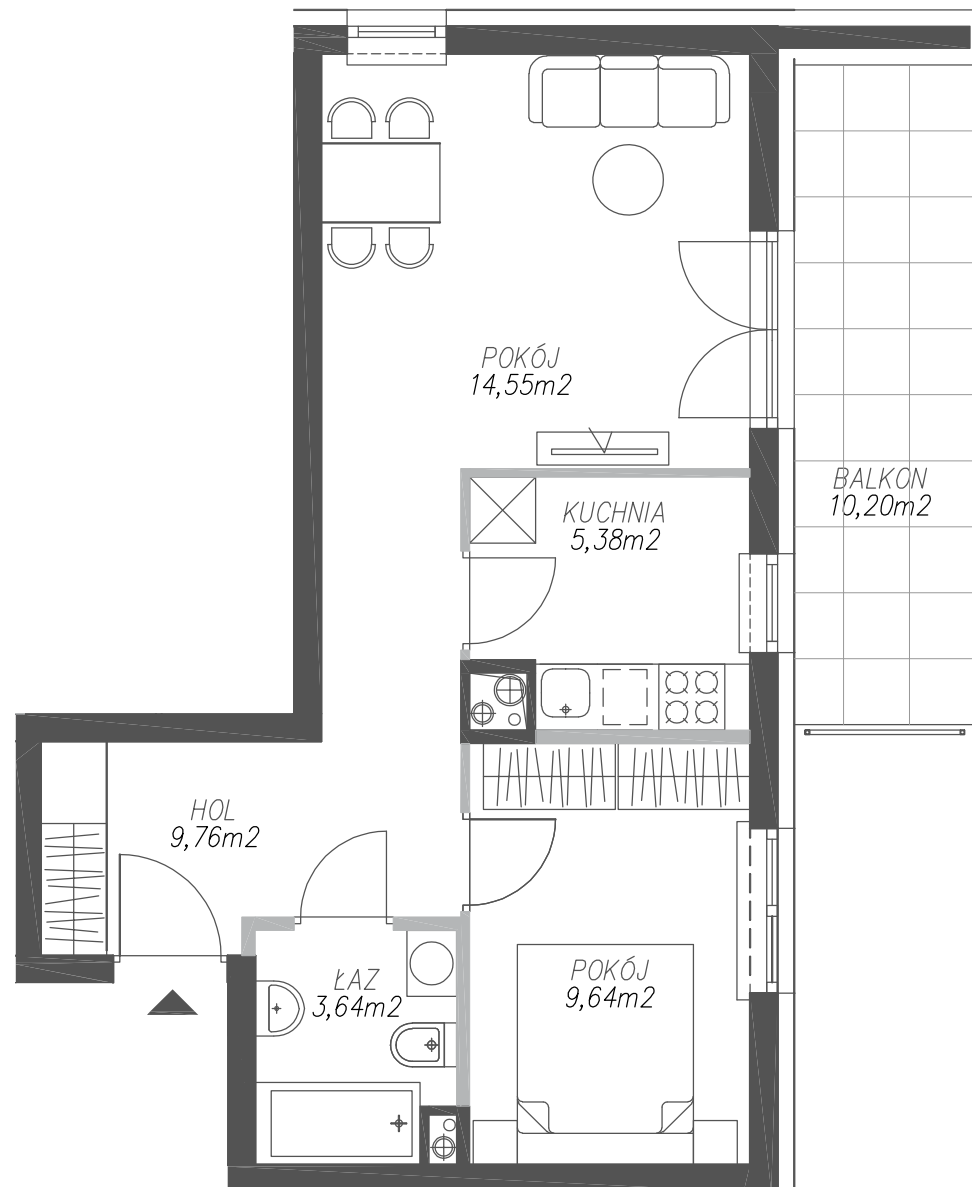 POKÓJ
14,55m2
KUCHNIA
5,38m2
BALKON
10,20m2
HOL
9,76m2
ŁAZ
3,64m2
POKÓJ
9,64m2